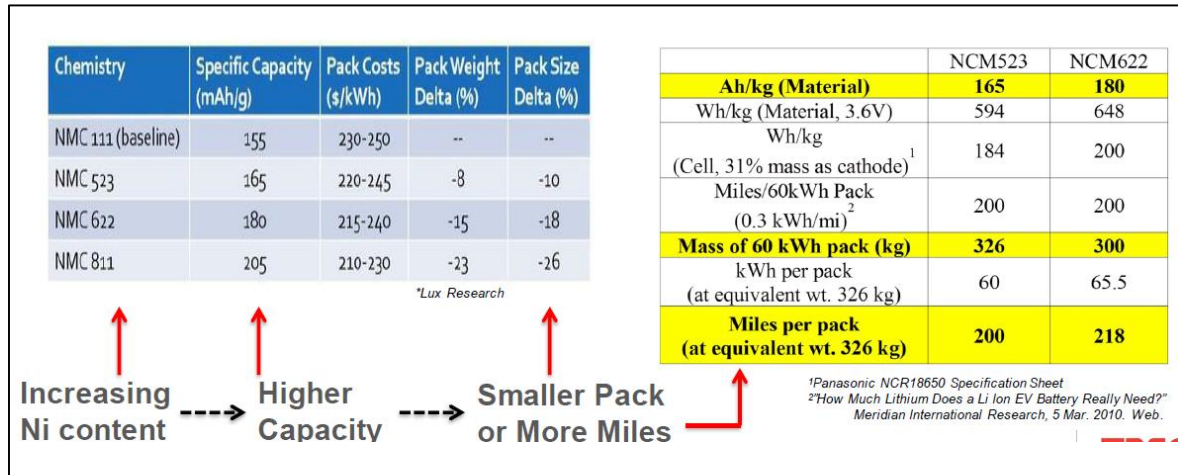 Chemistry Specific Capacity (mAh/g) Pack Costs ($/kWh) Pack Weight Delta (%) Pack Size Delta (%)
NMC 111 (baseline) 155 230-250 -- --
NMC 523 165 220-245 -8 -10
NMC 622 180 215-240 -15 -18
NMC 811 205 210-230 -23 -26
*Lux Research
Increasing
Ni content
Higher
Capacity
Smaller Pack
or More Miles
NCM523 NCM622
Ah/kg (Material) 165 180
Wh/kg (Material, 3.6V) 594 648
Wh/kg
(Cell, 31% mass as cathode)¹ 184 200
Miles/60kWh Pack
(0.3 kWh/mi)² 200 200
Mass of 60 kWh pack (kg) 326 300
kWh per pack
(at equivalent wt. 326 kg) 60 65.5
Miles per pack
(at equivalent wt. 326 kg) 200 218
¹Panasonic NCR18650 Specification Sheet
²"How Much Lithium Does a Li Ion EV Battery Really Need?"
Meridian International Research, 5 Mar. 2010. Web.